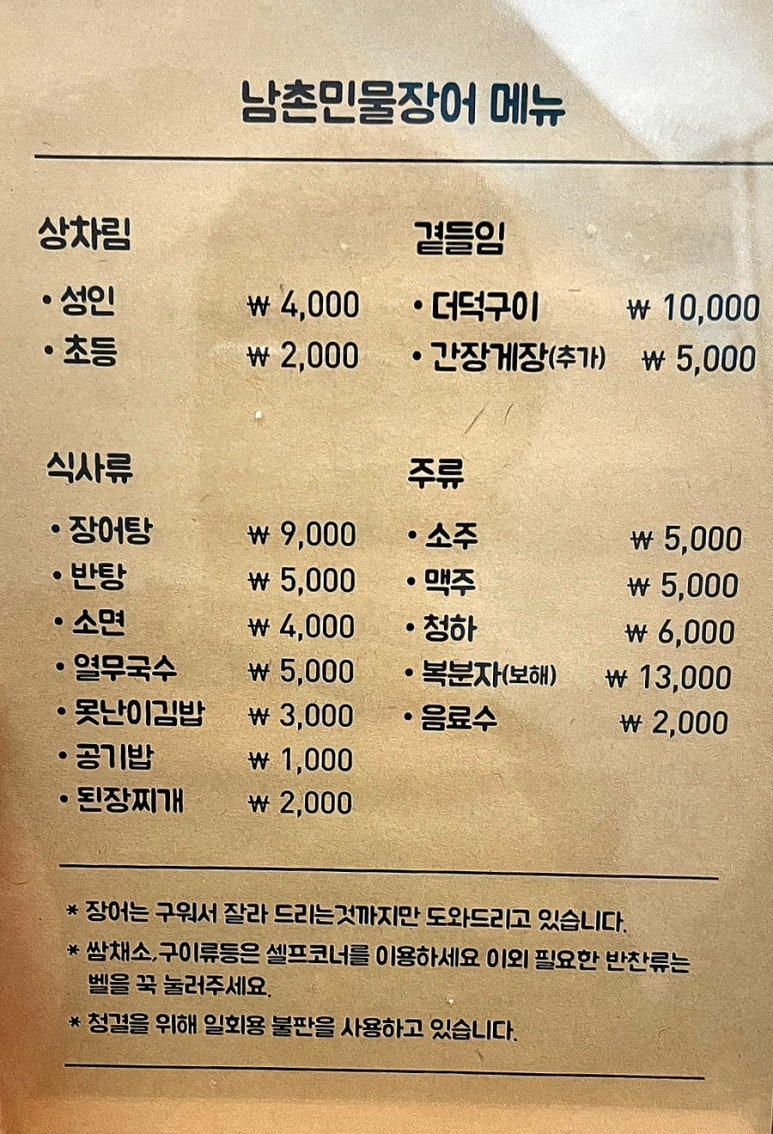 남촌민물장어 메뉴
상차림
• 성인 ₩ 4,000
• 초등 ₩ 2,000
곁들임
• 더덕구이 ₩ 10,000
• 간장게장(추가) ₩ 5,000
식사류
• 장어탕 ₩ 9,000
• 반탕 ₩ 5,000
• 소면 ₩ 4,000
• 열무국수 ₩ 5,000
• 못난이김밥 ₩ 3,000
• 공기밥 ₩ 1,000
• 된장찌개 ₩ 2,000
주류
• 소주 ₩ 5,000
• 맥주 ₩ 5,000
• 청하 ₩ 6,000
• 복분자(보해) ₩ 13,000
• 음료수 ₩ 2,000
* 장어는 구워서 잘라 드리는것까지만 도와드리고 있습니다.
* 쌈채소,구이류등은 셀프코너를 이용하세요 이외 필요한 반찬류는
벨을 꾹 눌러주세요.
* 청결을 위해 일회용 불판을 사용하고 있습니다.